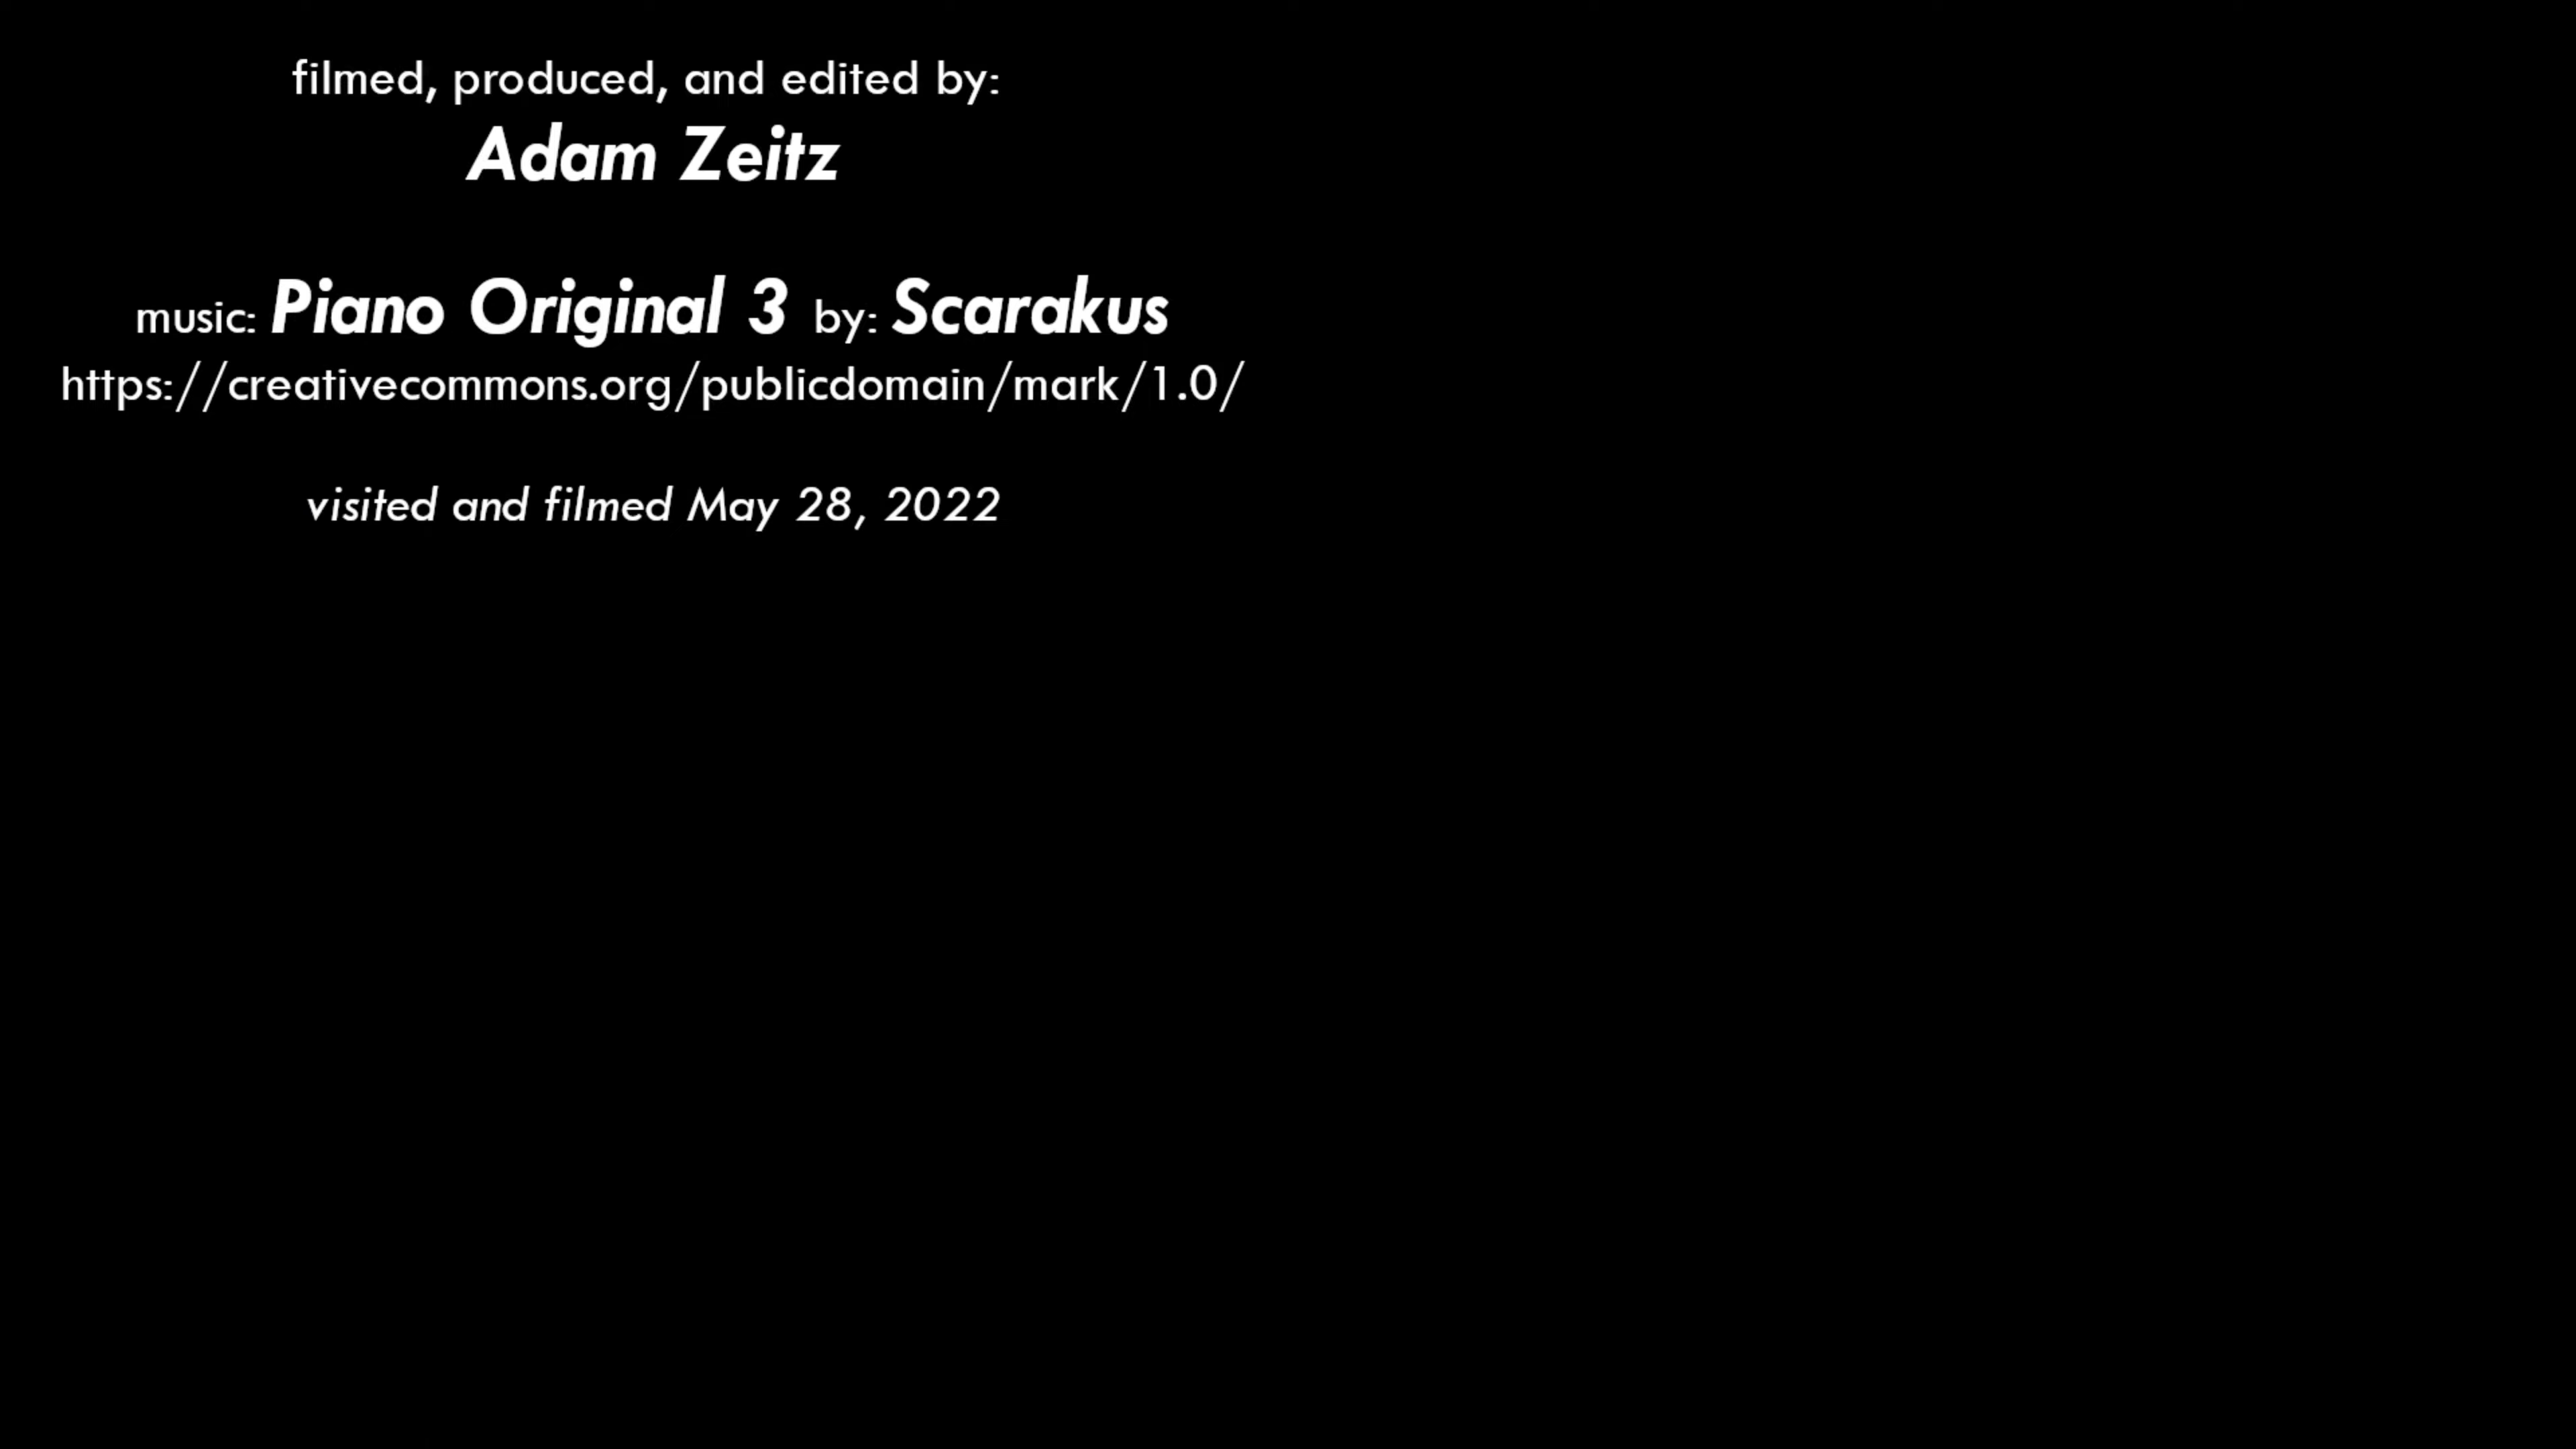 filmed, produced, and edited by:
Adam Zeitz
music: Piano Original 3 by: Scarakus
https://creativecommons.org/publicdomain/mark/1.0/
visited and filmed May 28, 2022